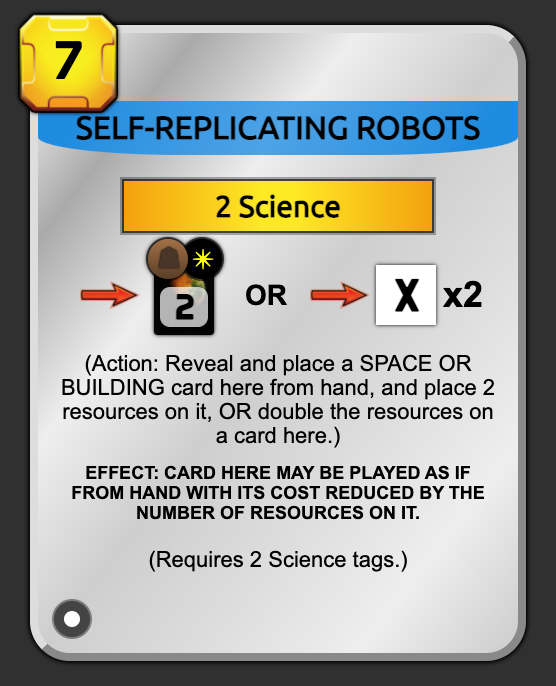 7
SELF-REPLICATING ROBOTS
2 Science
2 OR X x2
(Action: Reveal and place a SPACE OR
BUILDING card here from hand, and place 2
resources on it, OR double the resources on
a card here.)
EFFECT: CARD HERE MAY BE PLAYED AS IF
FROM HAND WITH ITS COST REDUCED BY THE
NUMBER OF RESOURCES ON IT.
(Requires 2 Science tags.)